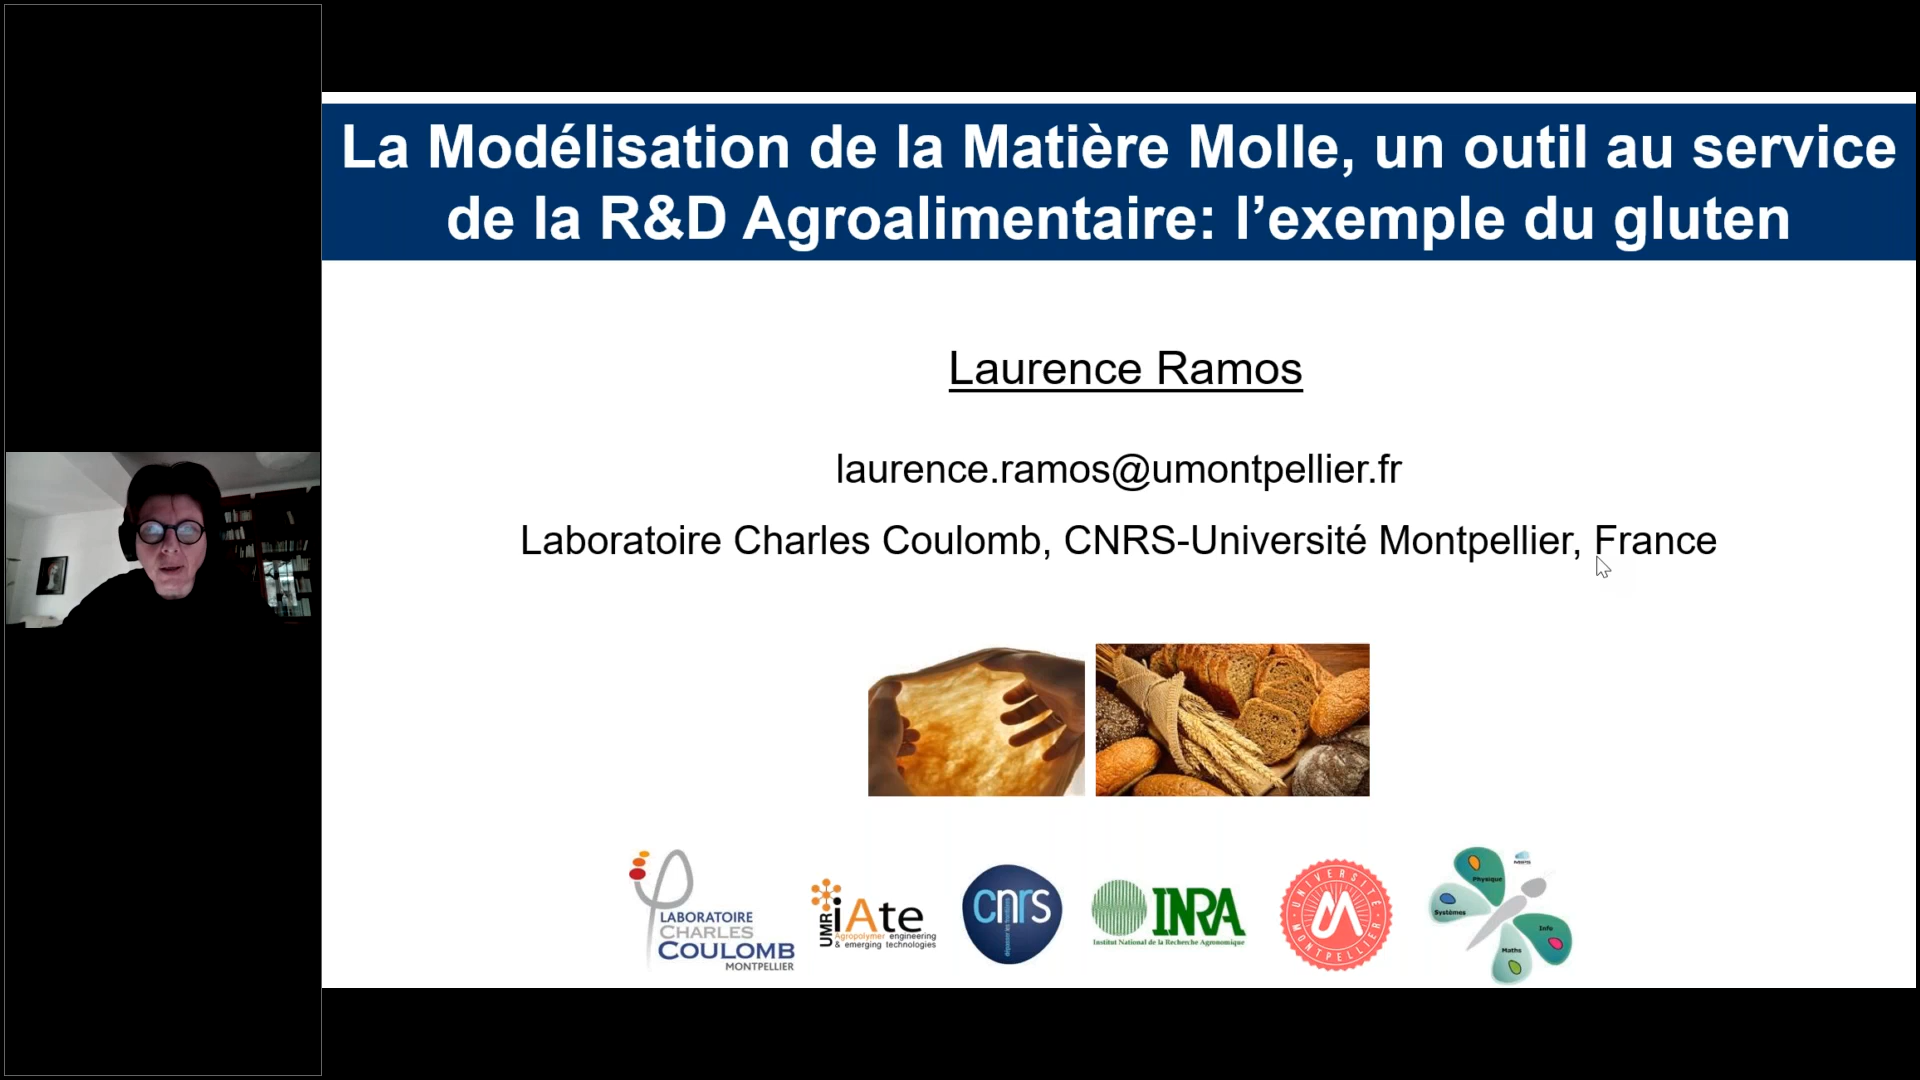 La Modélisation de la Matière Molle, un outil au service
de la R&D Agroalimentaire: l’exemple du gluten
Laurence Ramos
laurence.ramos@umontpellier.fr
Laboratoire Charles Coulomb, CNRS-Université Montpellier, France
LABORATOIRE
CHARLES
COULOMB
MONTPELLIER
UMR iAte
Agropolymer engineering
& emerging technologies
cnrs
INRA
Institut National de la Recherche Agronomique
UNIVERSITÉ
MONTPELLIER
Physique
Systèmes
Info
Maths